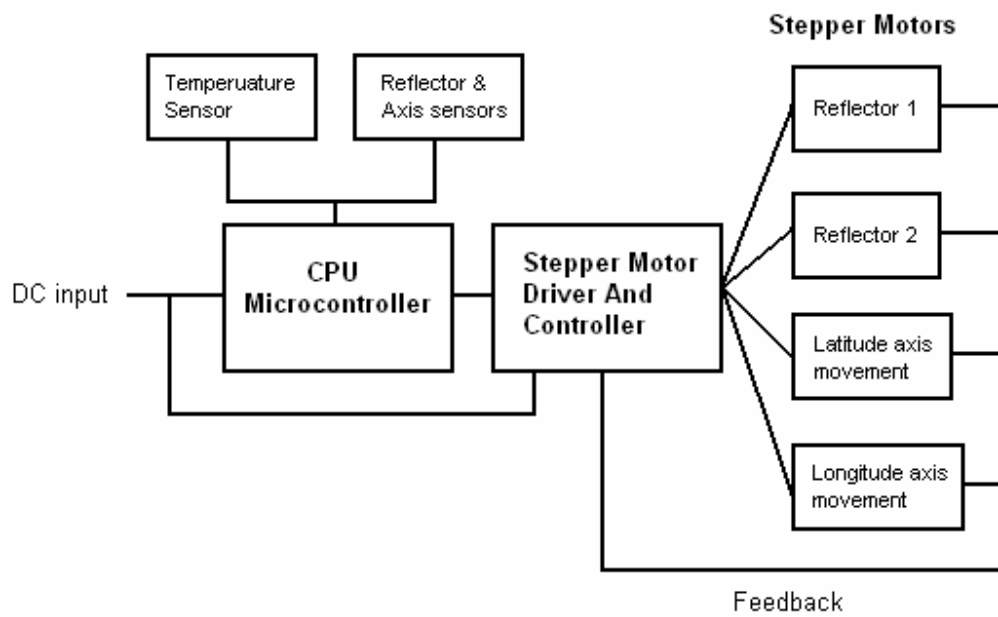 Stepper Motors
Temperuature
Sensor
Reflector &
Axis sensors
Reflector 1
Reflector 2
CPU
Microcontroller
Stepper Motor
Driver And
Controller
DC input
Latitude axis
movement
Longitude axis
movement
Feedback